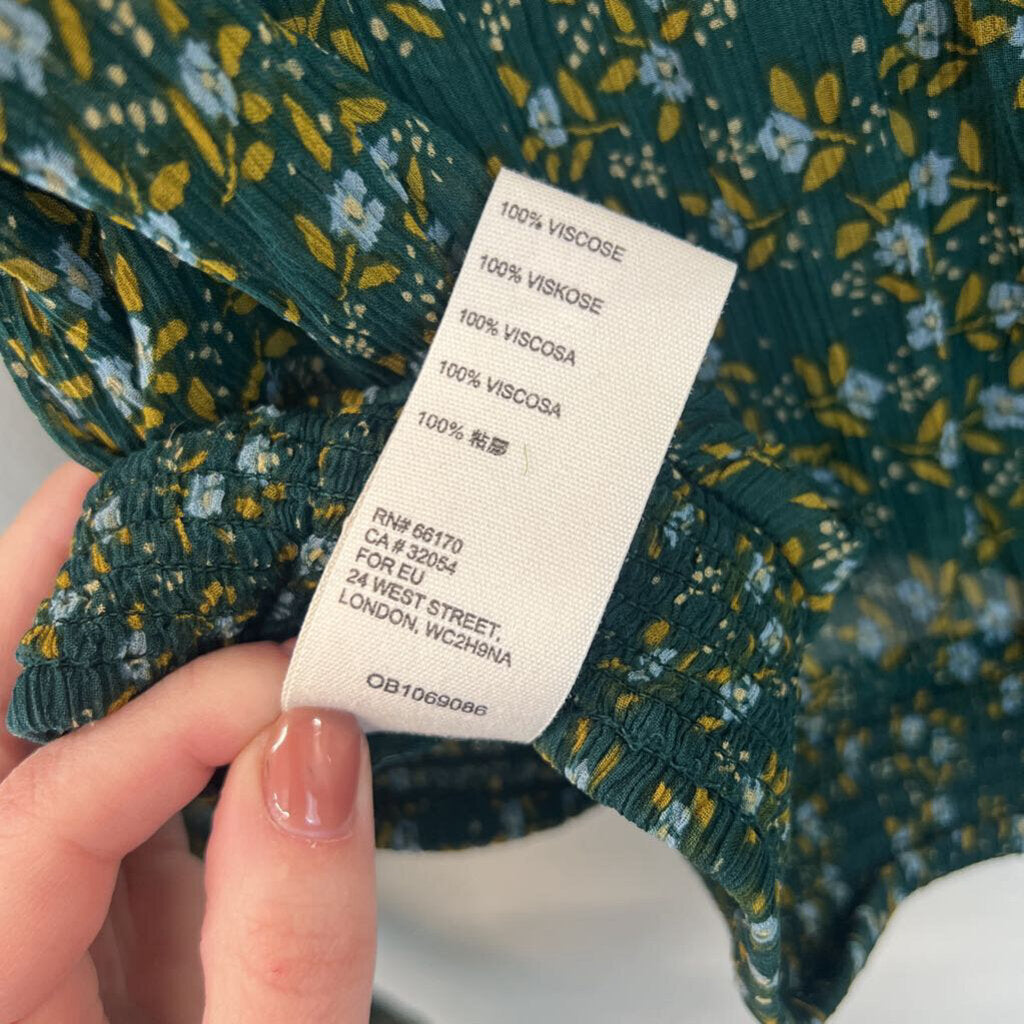 100% VISCOSE
100% VISKOSE
100% VISCOSA
100% VISCOSA
100% 粘膠
RN# 66170
CA # 32054
FOR EU
24 WEST STREET,
LONDON, WC2H9NA
OB1069086